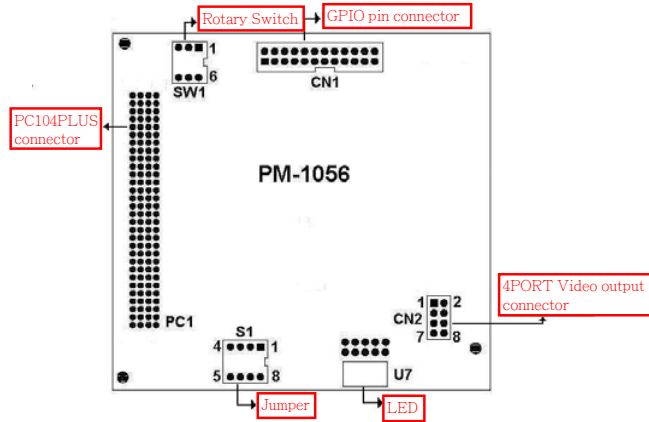 Rotary Switch
GPIO pin connector
1
6
SW1
CN1
PC104PLUS
connector
PM-1056
4PORT Video output
connector
1 2
CN2
7 8
PC1
S1
4 1
5 8
U7
Jumper
LED